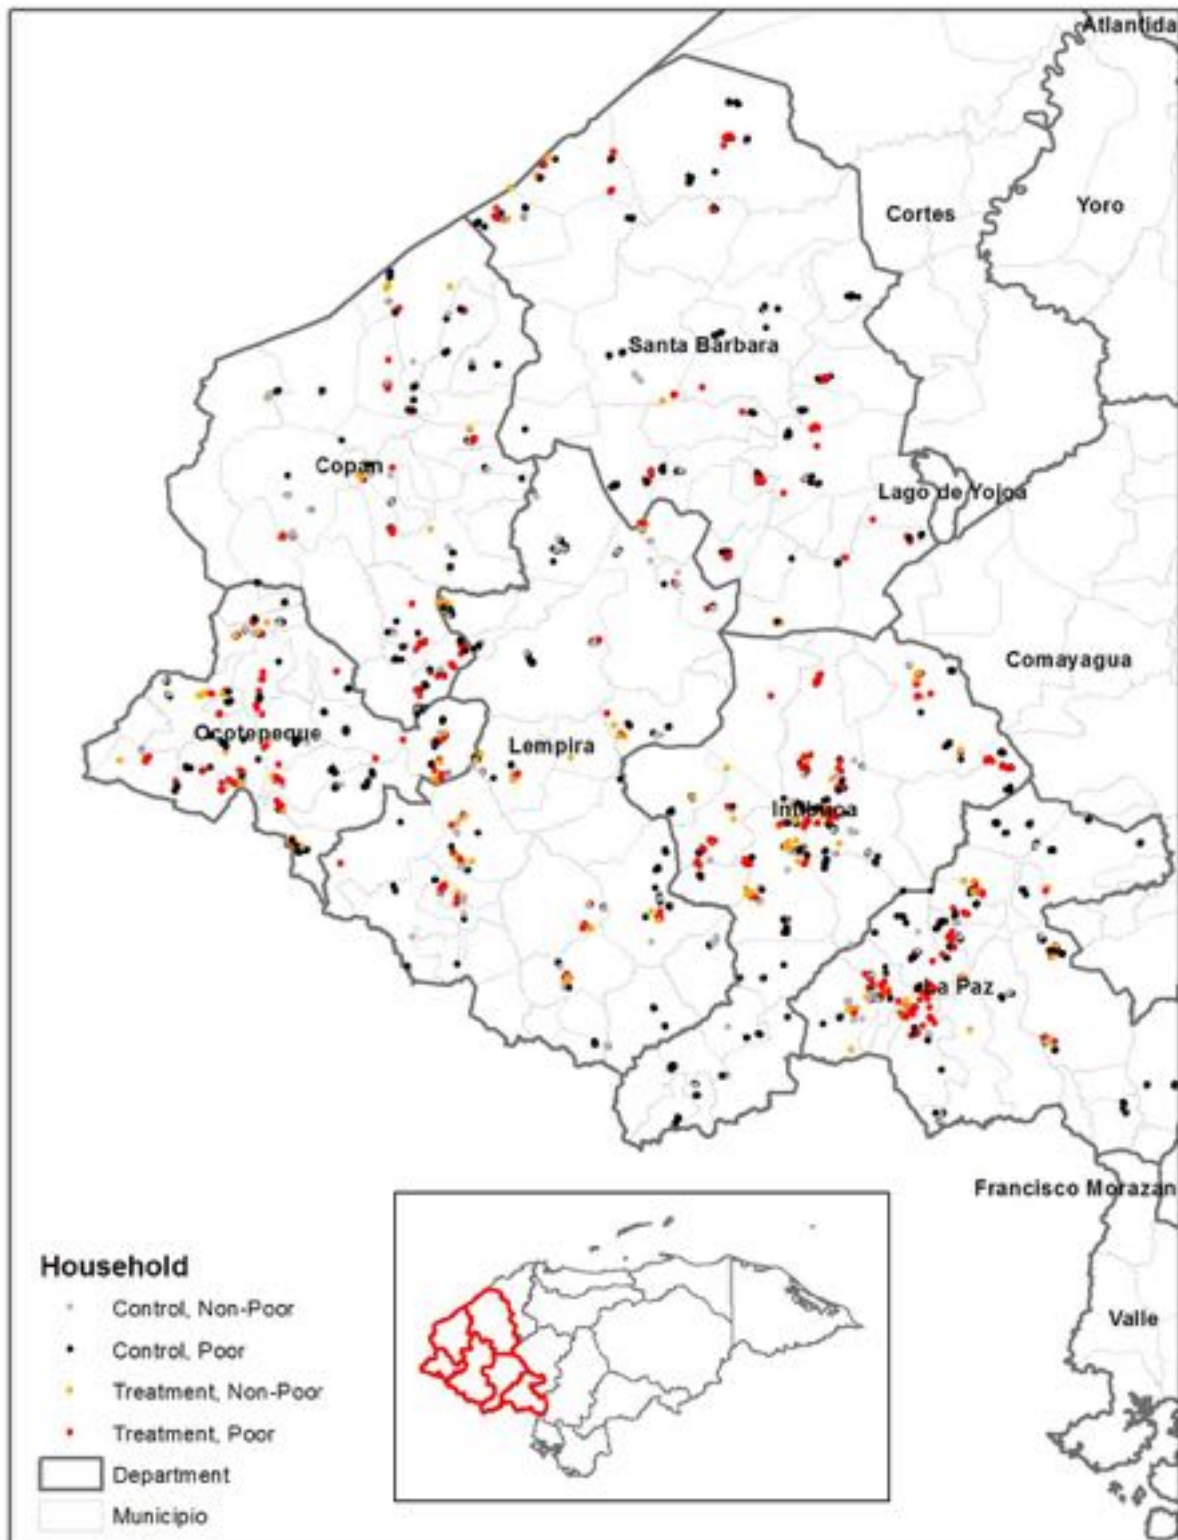 Atlantida
Cortes
Yoro
Santa Barbara
Copan
Lago de Yojoa
Comayagua
Ocotepeque
Lempira
Intibuca
La Paz
Francisco Morazan
Valle
Household
Control, Non-Poor
Control, Poor
Treatment, Non-Poor
Treatment, Poor
Department
Municipio